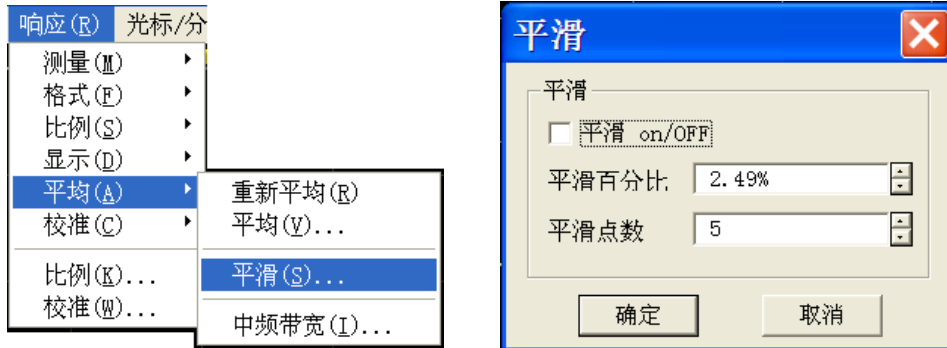 响应(R) 光标/分
测量(M)
格式(F)
比例(S)
显示(D)
平均(A)
校准(C)
比例(K)...
校准(W)...
重新平均(R)
平均(V)...
平滑(S)...
中频带宽(I)...
平滑
平滑
平滑 on/OFF
平滑百分比 2.49%
平滑点数 5
确定 取消